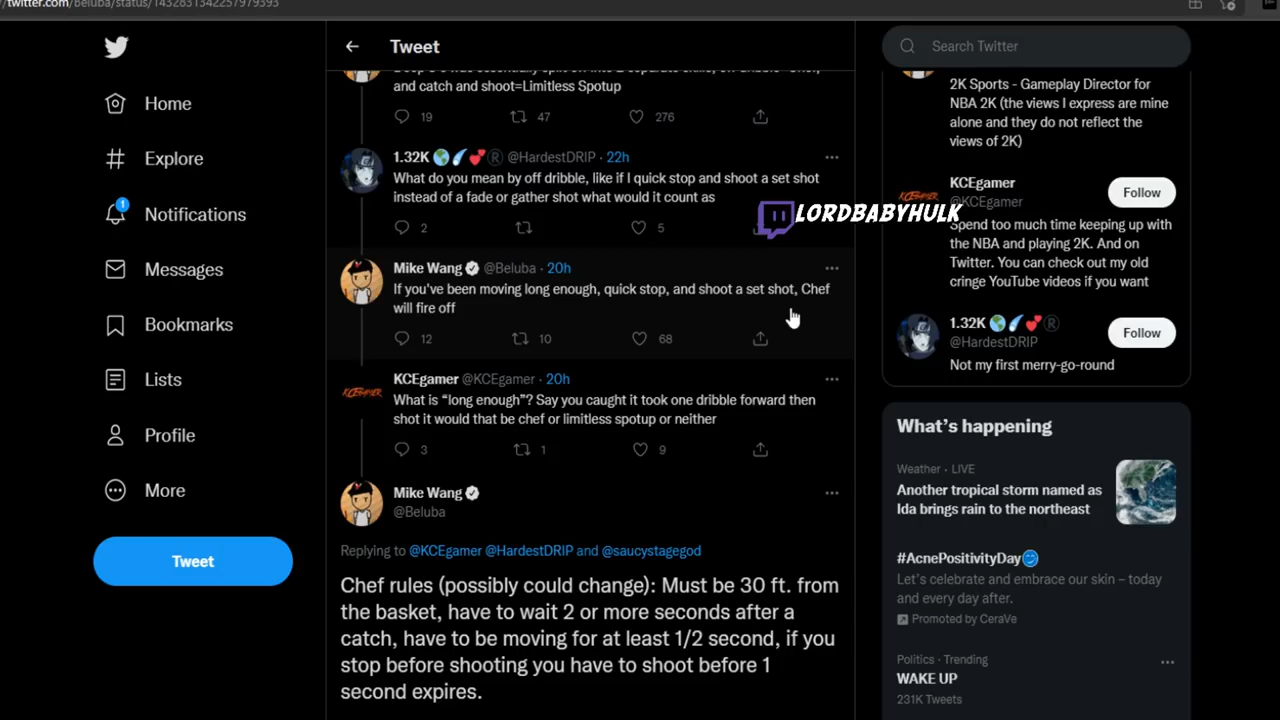 //twitter.com/beluba/status/1432831342257979393
Home
Explore
1
Notifications
Messages
Bookmarks
Lists
Profile
More
Tweet
Tweet
and catch and shoot=Limitless Spotup
19 47 276
1.32K @HardestDRIP · 22h
What do you mean by off dribble, like if I quick stop and shoot a set shot
instead of a fade or gather shot what would it count as
2 5
Mike Wang @Beluba · 20h
If you've been moving long enough, quick stop, and shoot a set shot, Chef
will fire off
12 10 68
KCEgamer @KCEgamer · 20h
What is “long enough”? Say you caught it took one dribble forward then
shot it would that be chef or limitless spotup or neither
3 1 9
Mike Wang
@Beluba
Replying to @KCEgamer @HardestDRIP and @saucystagegod
Chef rules (possibly could change): Must be 30 ft. from
the basket, have to wait 2 or more seconds after a
catch, have to be moving for at least 1/2 second, if you
stop before shooting you have to shoot before 1
second expires.
LORDBABYHULK
Search Twitter
2K Sports - Gameplay Director for
NBA 2K (the views I express are mine
alone and they do not reflect the
views of 2K)
KCEGAMER
KCEgamer
@KCEgamer
Follow
Spend too much time keeping up with
the NBA and playing 2K. And on
Twitter. You can check out my old
cringe YouTube videos if you want
1.32K
@HardestDRIP
Follow
Not my first merry-go-round
What's happening
Weather · LIVE
Another tropical storm named as
Ida brings rain to the northeast
#AcnePositivityDay
Let's celebrate and embrace our skin – today
and every day after.
Promoted by CeraVe
Politics · Trending
WAKE UP
231K Tweets